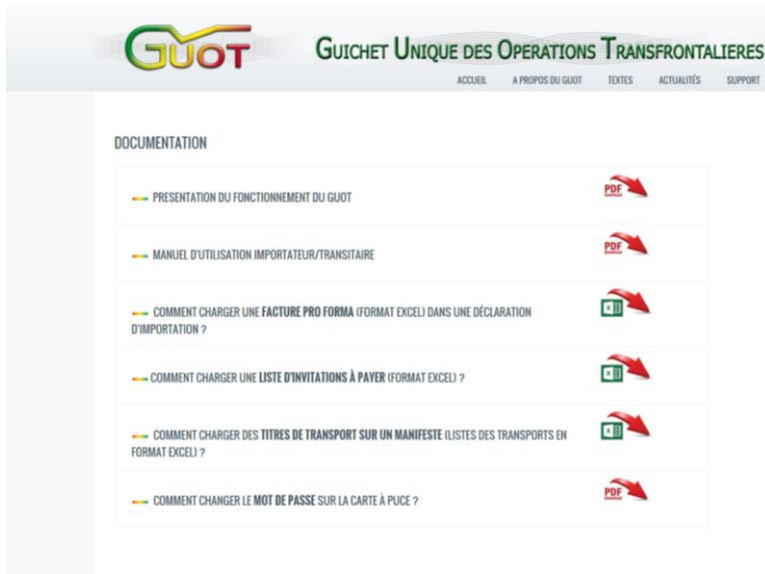 GUOT
GUICHET UNIQUE DES OPERATIONS TRANSFRONTALIERES
ACCUEIL A PROPOS DU GUOT TEXTES ACTUALITÉS SUPPORT
DOCUMENTATION
PRESENTATION DU FONCTIONNEMENT DU GUOT
PDF
MANUEL D'UTILISATION IMPORTATEUR/TRANSITAIRE
PDF
COMMENT CHARGER UNE FACTURE PRO FORMA (FORMAT EXCEL) DANS UNE DÉCLARATION
D'IMPORTATION ?
COMMENT CHARGER UNE LISTE D'INVITATIONS À PAYER (FORMAT EXCEL) ?
COMMENT CHARGER DES TITRES DE TRANSPORT SUR UN MANIFESTE (LISTES DES TRANSPORTS EN
FORMAT EXCEL) ?
COMMENT CHANGER LE MOT DE PASSE SUR LA CARTE À PUCE ?
PDF